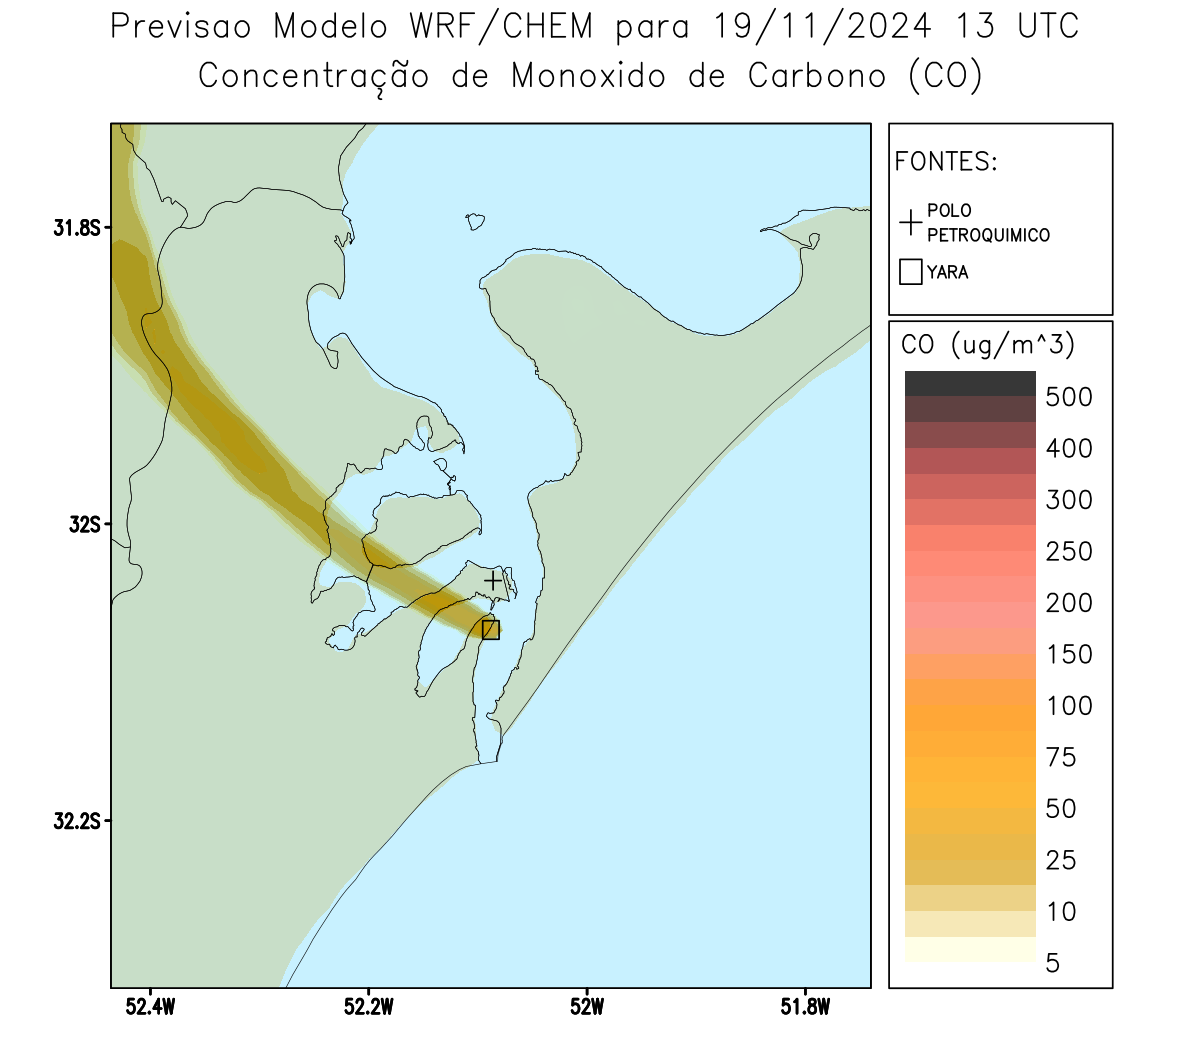 Previsao Modelo WRF/CHEM para 19/11/2024 13 UTC
Concentração de Monoxido de Carbono (CO)
FONTES:
POLO
PETROQUIMICO
YARA
CO (ug/m^3)
500
400
300
250
200
150
100
75
50
25
10
5
31.8S
32S
32.2S
52.4W
52.2W
52W
51.8W